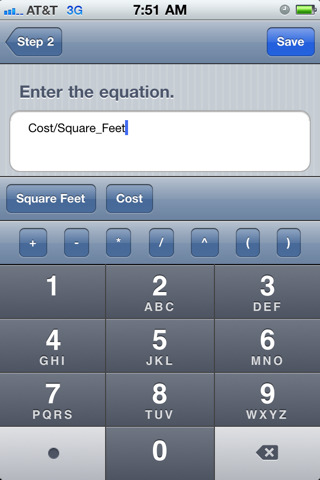 AT&T 3G 7:51 AM
Step 2 Save
Enter the equation.
Cost/Square_Feet
Square Feet Cost
+ - * / ^ ( )
1 2 3
ABC DEF
4 5 6
GHI JKL MNO
7 8 9
PQRS TUV WXYZ
0